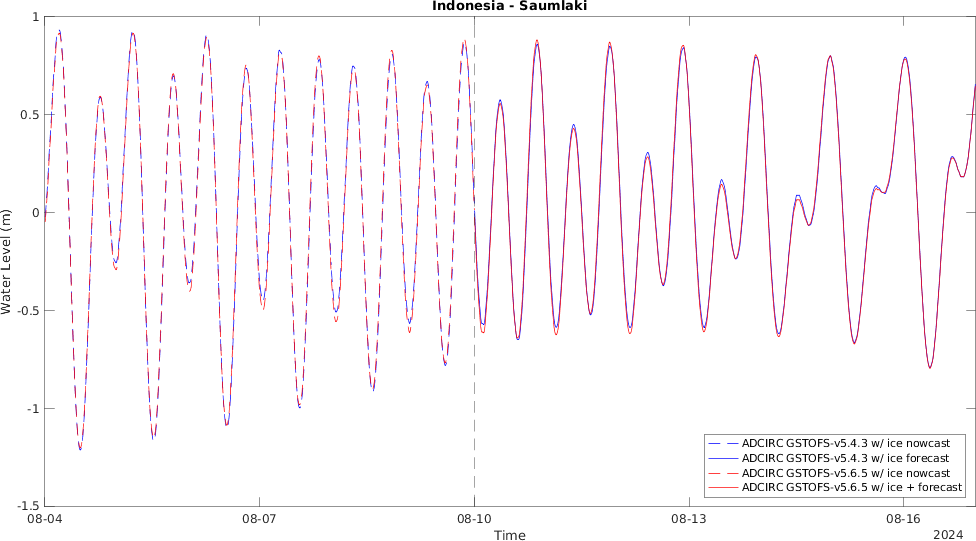 Indonesia - Saumlaki
1
0.5
0
-0.5
-1
-1.5
Water Level (m)
08-04
08-07
08-10
08-13
08-16
Time
2024
ADCIRC GSTOFS-v5.4.3 w/ ice nowcast
ADCIRC GSTOFS-v5.4.3 w/ ice forecast
ADCIRC GSTOFS-v5.6.5 w/ ice nowcast
ADCIRC GSTOFS-v5.6.5 w/ ice + forecast